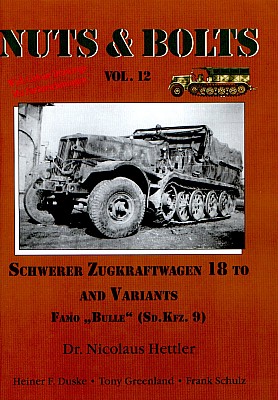 NUTS & BOLTS
VOL. 12
SCHWERER ZUGKRAFTWAGEN 18 TO
AND VARIANTS
FAMO „BULLE“ (SD.KFZ. 9)
Dr. Nicolaus Hettler
Heiner F. Duske · Tony Greenland · Frank Schulz